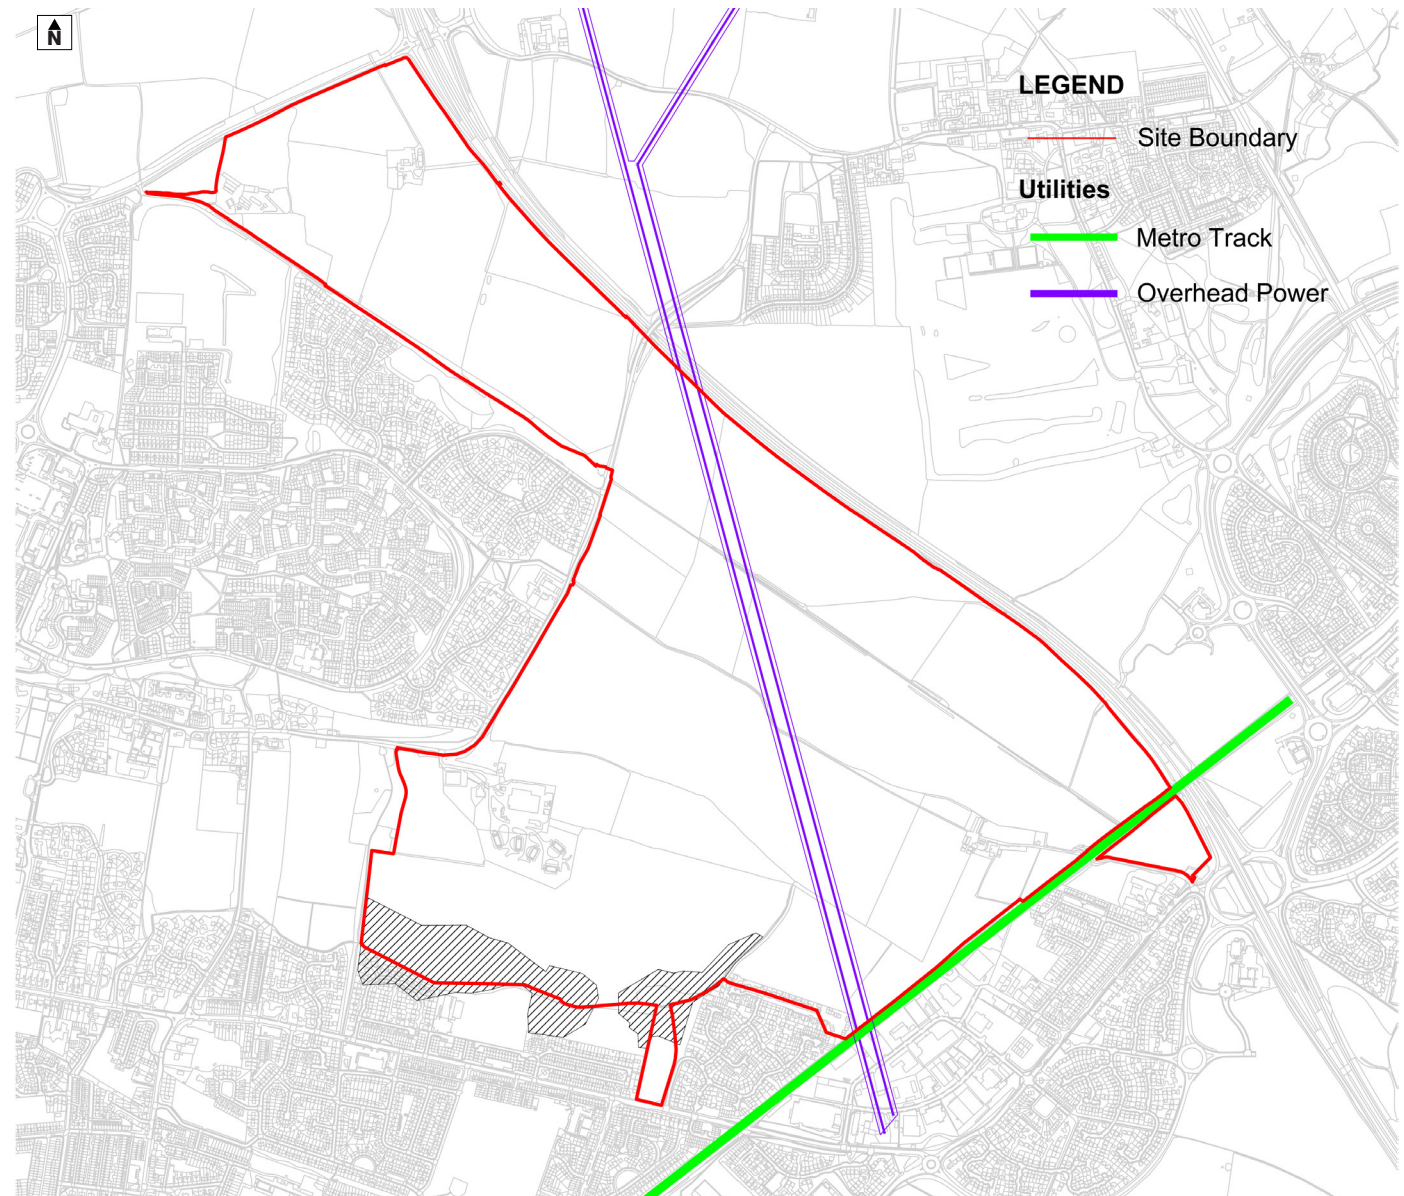 N
LEGEND
Site Boundary
Utilities
Metro Track
Overhead Power